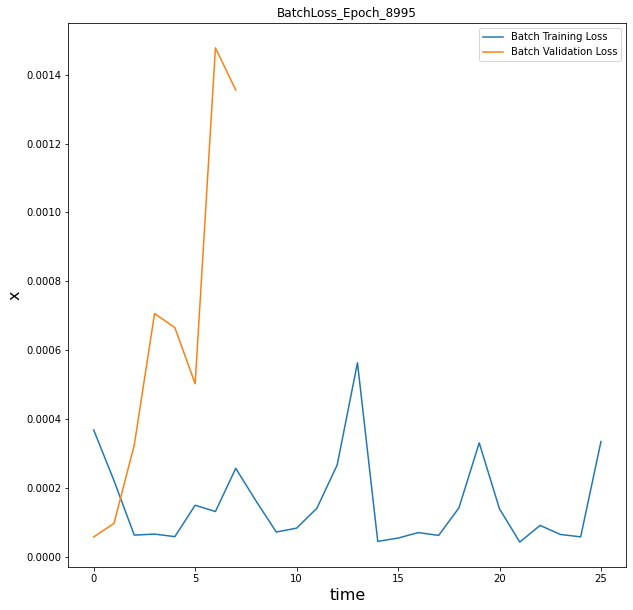 BatchLoss_Epoch_8995
Batch Training Loss
Batch Validation Loss
0.0014
0.0012
0.0010
0.0008
0.0006
0.0004
0.0002
0.0000
x
0 5 10 15 20 25
time